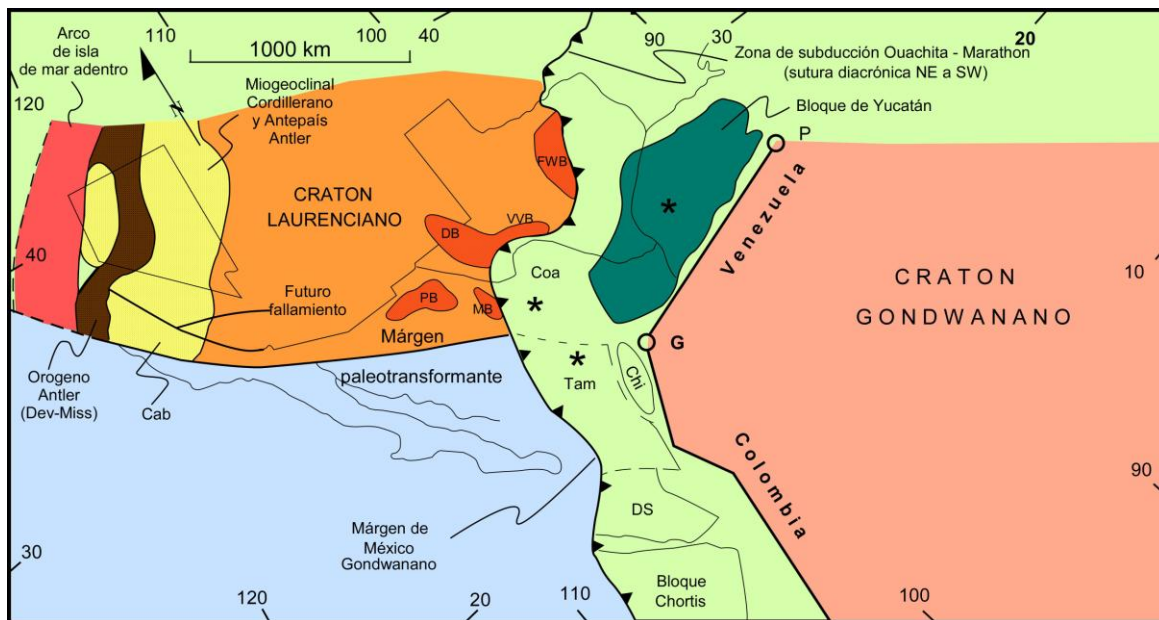 Arco
de isla
de mar adentro
110
1000 km
100
40
90
30
20
Zona de subducción Ouachita - Marathon
(sutura diacrónica NE a SW)
120
N
Miogeoclinal
Cordillerano
y Antepaís
Antler
Bloque de Yucatán
P
FWB
CRATON
LAURENCIANO
VVB
DB
*
Venezuela
40
Coa
10
CRATON
GONDWANANO
Futuro
fallamiento
PB
MB
*
Márgen
G
Orogeno
Antler
(Dev-Miss)
Cab
paleotransformante
*
Tam
Chi
Colombia
90
DS
Márgen de
México
Gondwanano
30
120
20
110
Bloque
Chortis
100